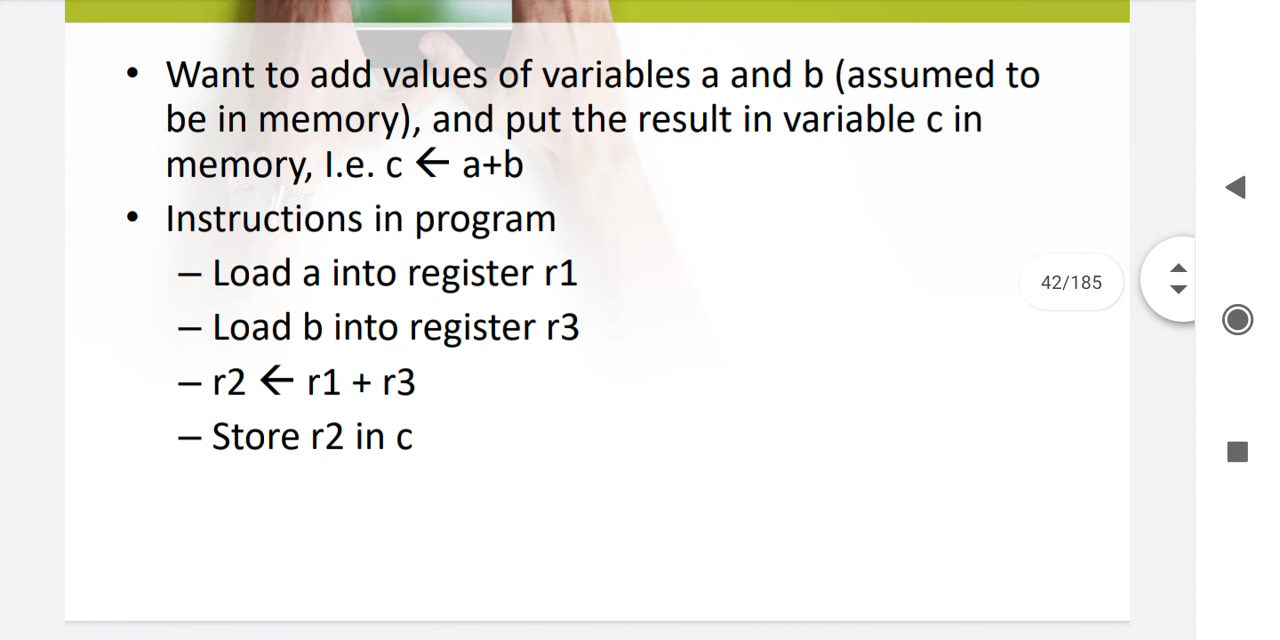 • Want to add values of variables a and b (assumed to
be in memory), and put the result in variable c in
memory, I.e. c ← a+b
• Instructions in program
– Load a into register r1
– Load b into register r3
– r2 ← r1 + r3
– Store r2 in c
42/185